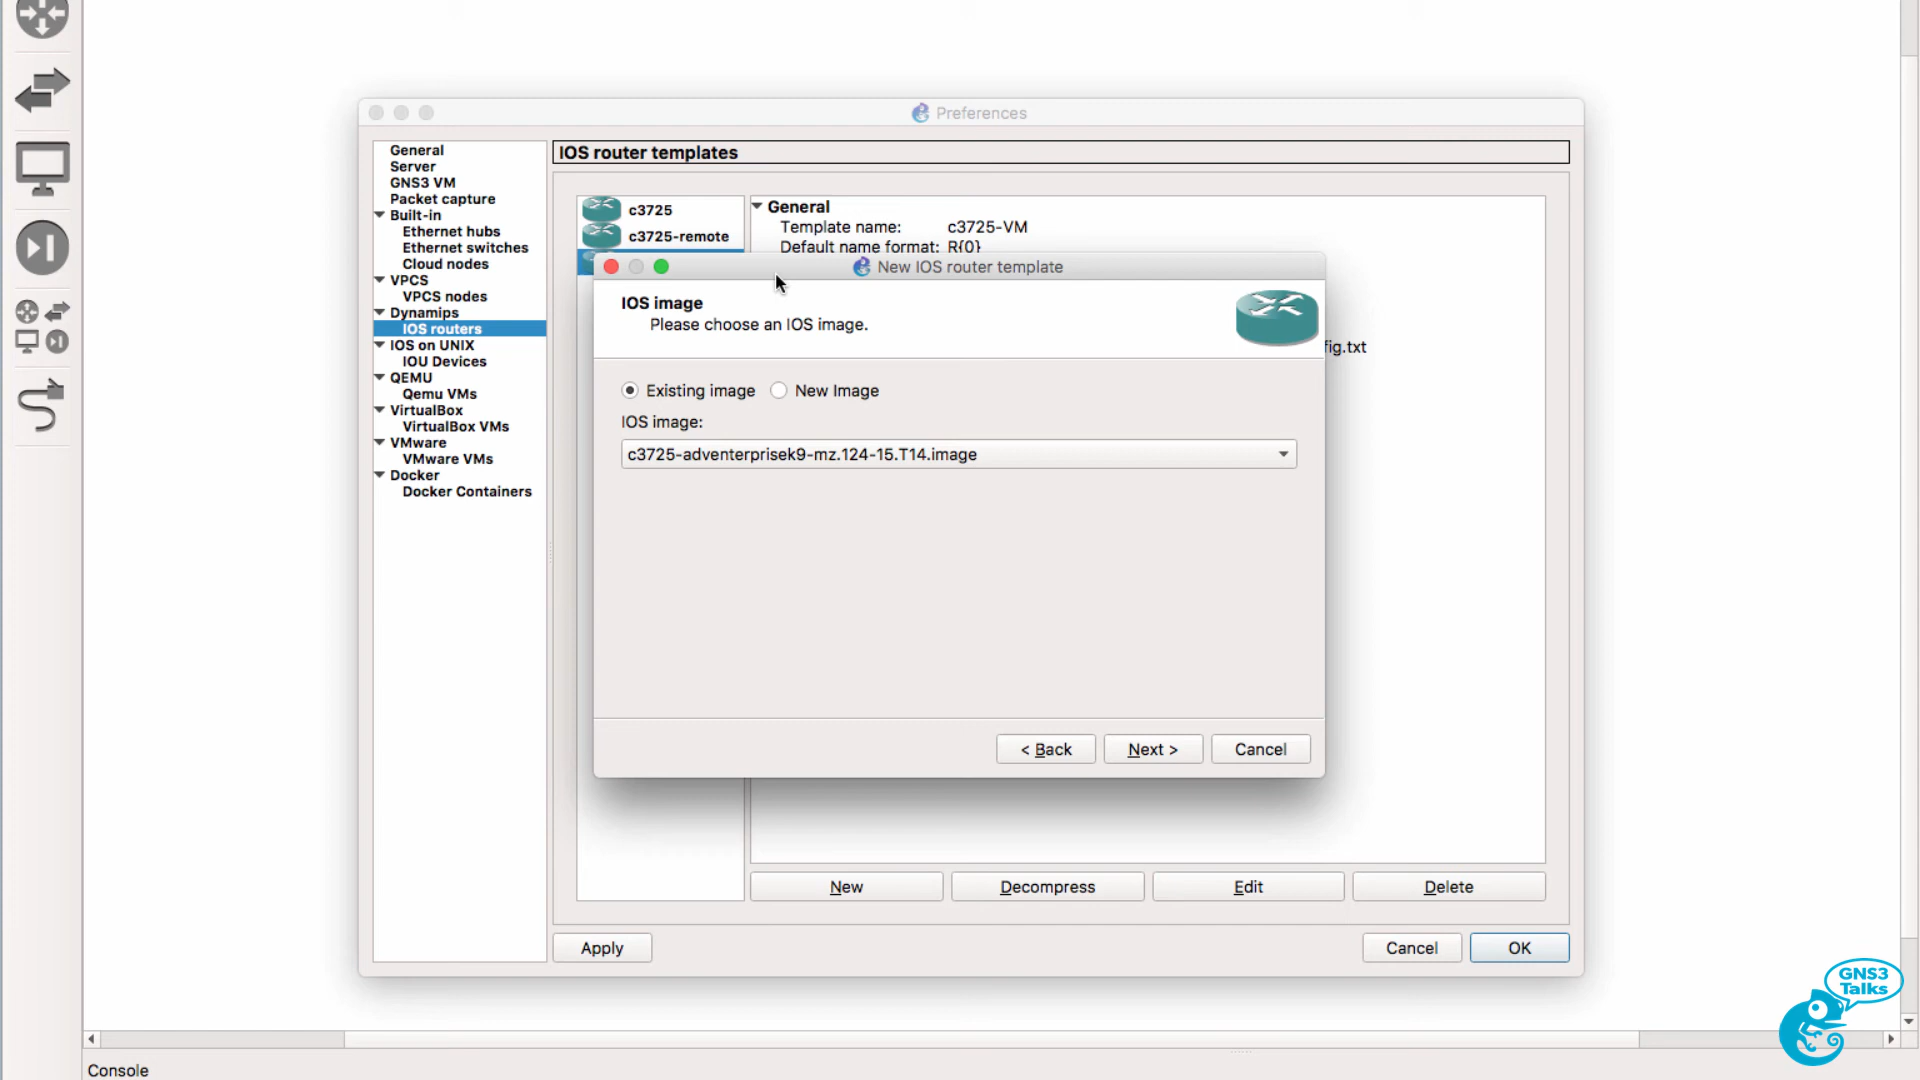 Preferences
General
Server
GNS3 VM
Packet capture
Built-in
Ethernet hubs
Ethernet switches
Cloud nodes
VPCS
VPCS nodes
Dynamips
IOS routers
IOS on UNIX
IOU Devices
QEMU
Qemu VMs
VirtualBox
VirtualBox VMs
VMware
VMware VMs
Docker
Docker Containers
IOS router templates
c3725
c3725-remote
General
Template name: c3725-VM
Default name format: R{0}
fig.txt
New IOS router template
IOS image
Please choose an IOS image.
Existing image New Image
IOS image:
c3725-adventerprisek9-mz.124-15.T14.image
< Back Next > Cancel
New Decompress Edit Delete
Apply Cancel OK
GNS3
Talks
Console